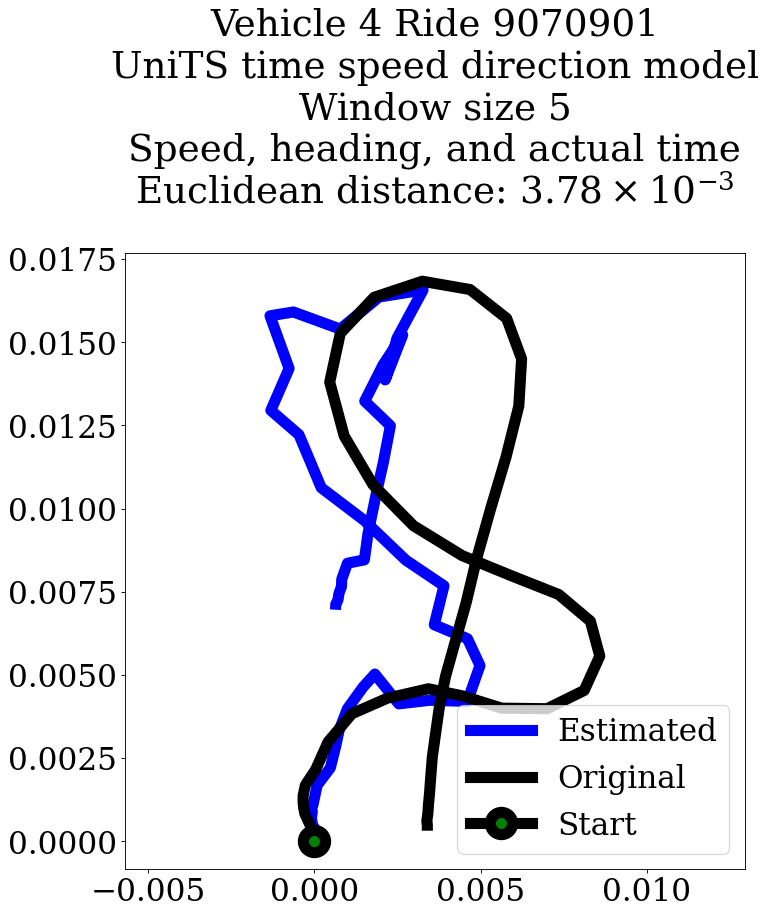 Vehicle 4 Ride 9070901
UniTS time speed direction model
Window size 5
Speed, heading, and actual time
Euclidean distance: 3.78 × 10⁻³
0.0175
0.0150
0.0125
0.0100
0.0075
0.0050
0.0025
0.0000
−0.005 0.000 0.005 0.010
Estimated
Original
Start